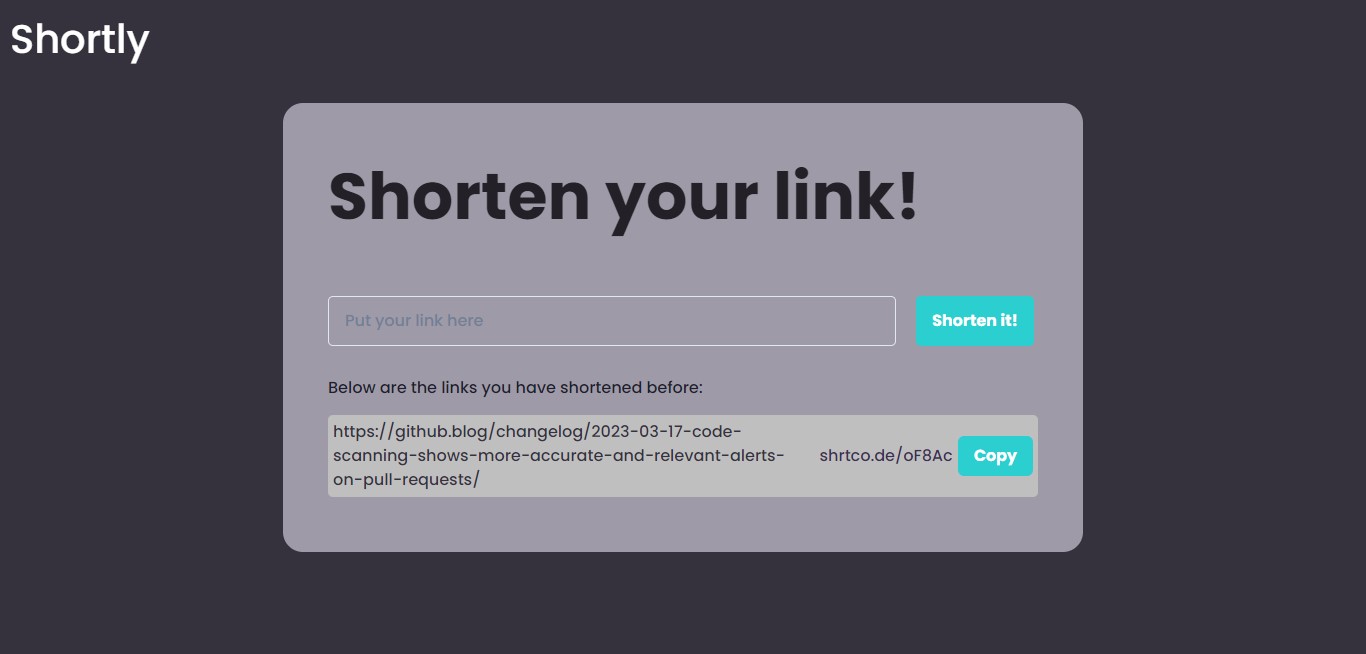 Shortly
Shorten your link!
Put your link here
Shorten it!
Below are the links you have shortened before:
https://github.blog/changelog/2023-03-17-code-
scanning-shows-more-accurate-and-relevant-alerts-
on-pull-requests/
shrtco.de/oF8Ac
Copy